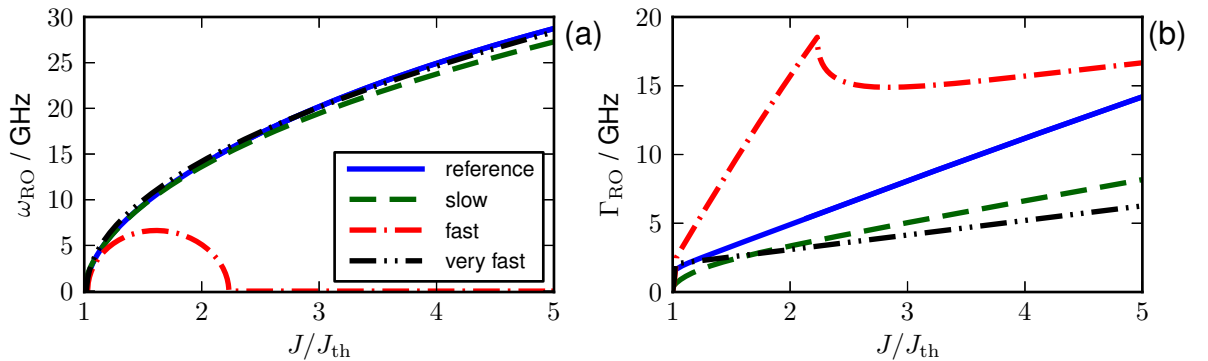 30
25
20
15
10
5
0
1 2 3 4 5
ω_RO / GHz
J/J_th
(a)
reference
slow
fast
very fast
20
15
10
5
0
1 2 3 4 5
Γ_RO / GHz
J/J_th
(b)